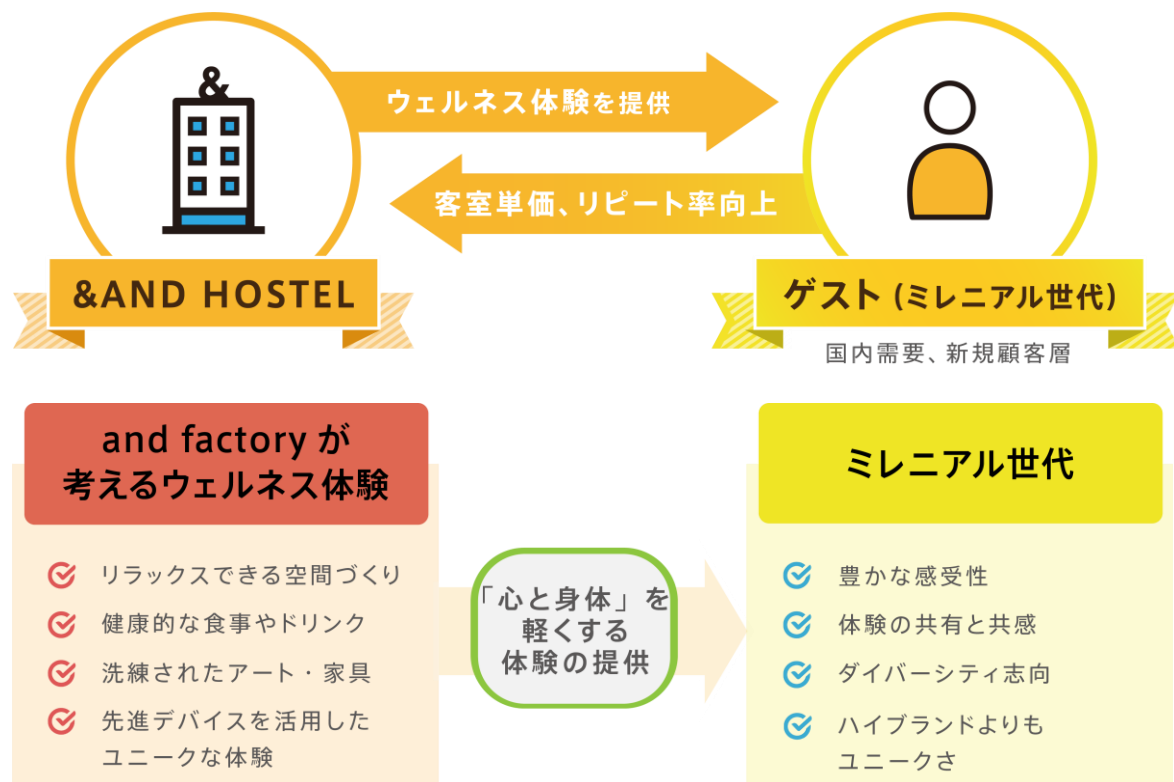 &
ウェルネス体験を提供
客室単価、リピート率向上
&AND HOSTEL
ゲスト (ミレニアル世代)
国内需要、新規顧客層
and factory が
考えるウェルネス体験
リラックスできる空間づくり
健康的な食事やドリンク
洗練されたアート・家具
先進デバイスを活用した
ユニークな体験
「心と身体」を
軽くする
体験の提供
ミレニアル世代
豊かな感受性
体験の共有と共感
ダイバーシティ志向
ハイブランドよりも
ユニークさ